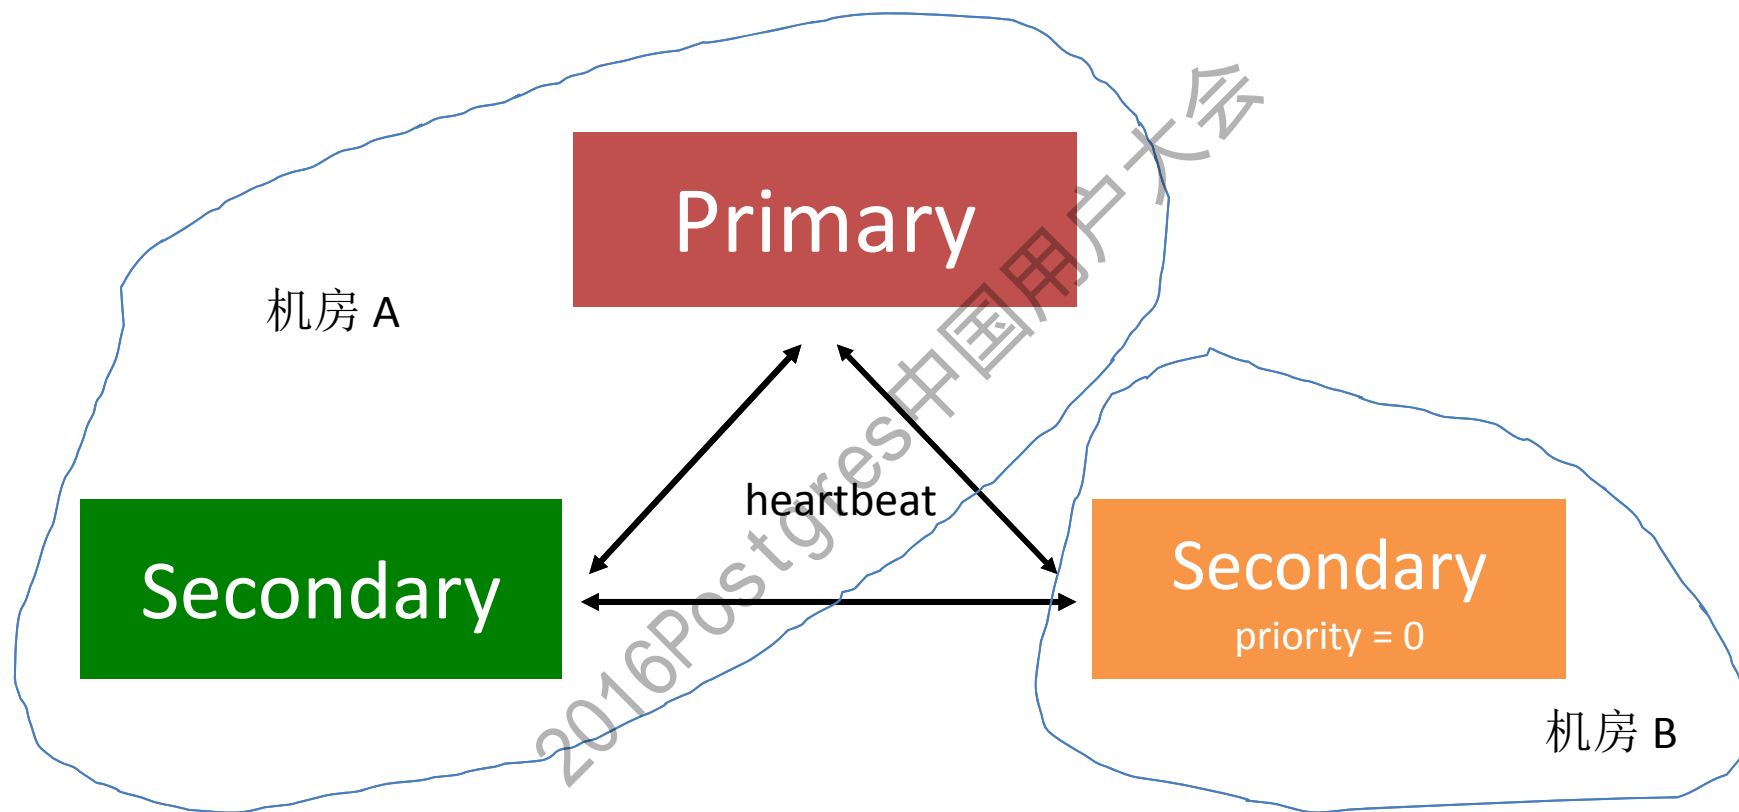 Primary
机房 A
heartbeat
Secondary
Secondary
priority = 0
机房 B
2016Postgres中国用户大会